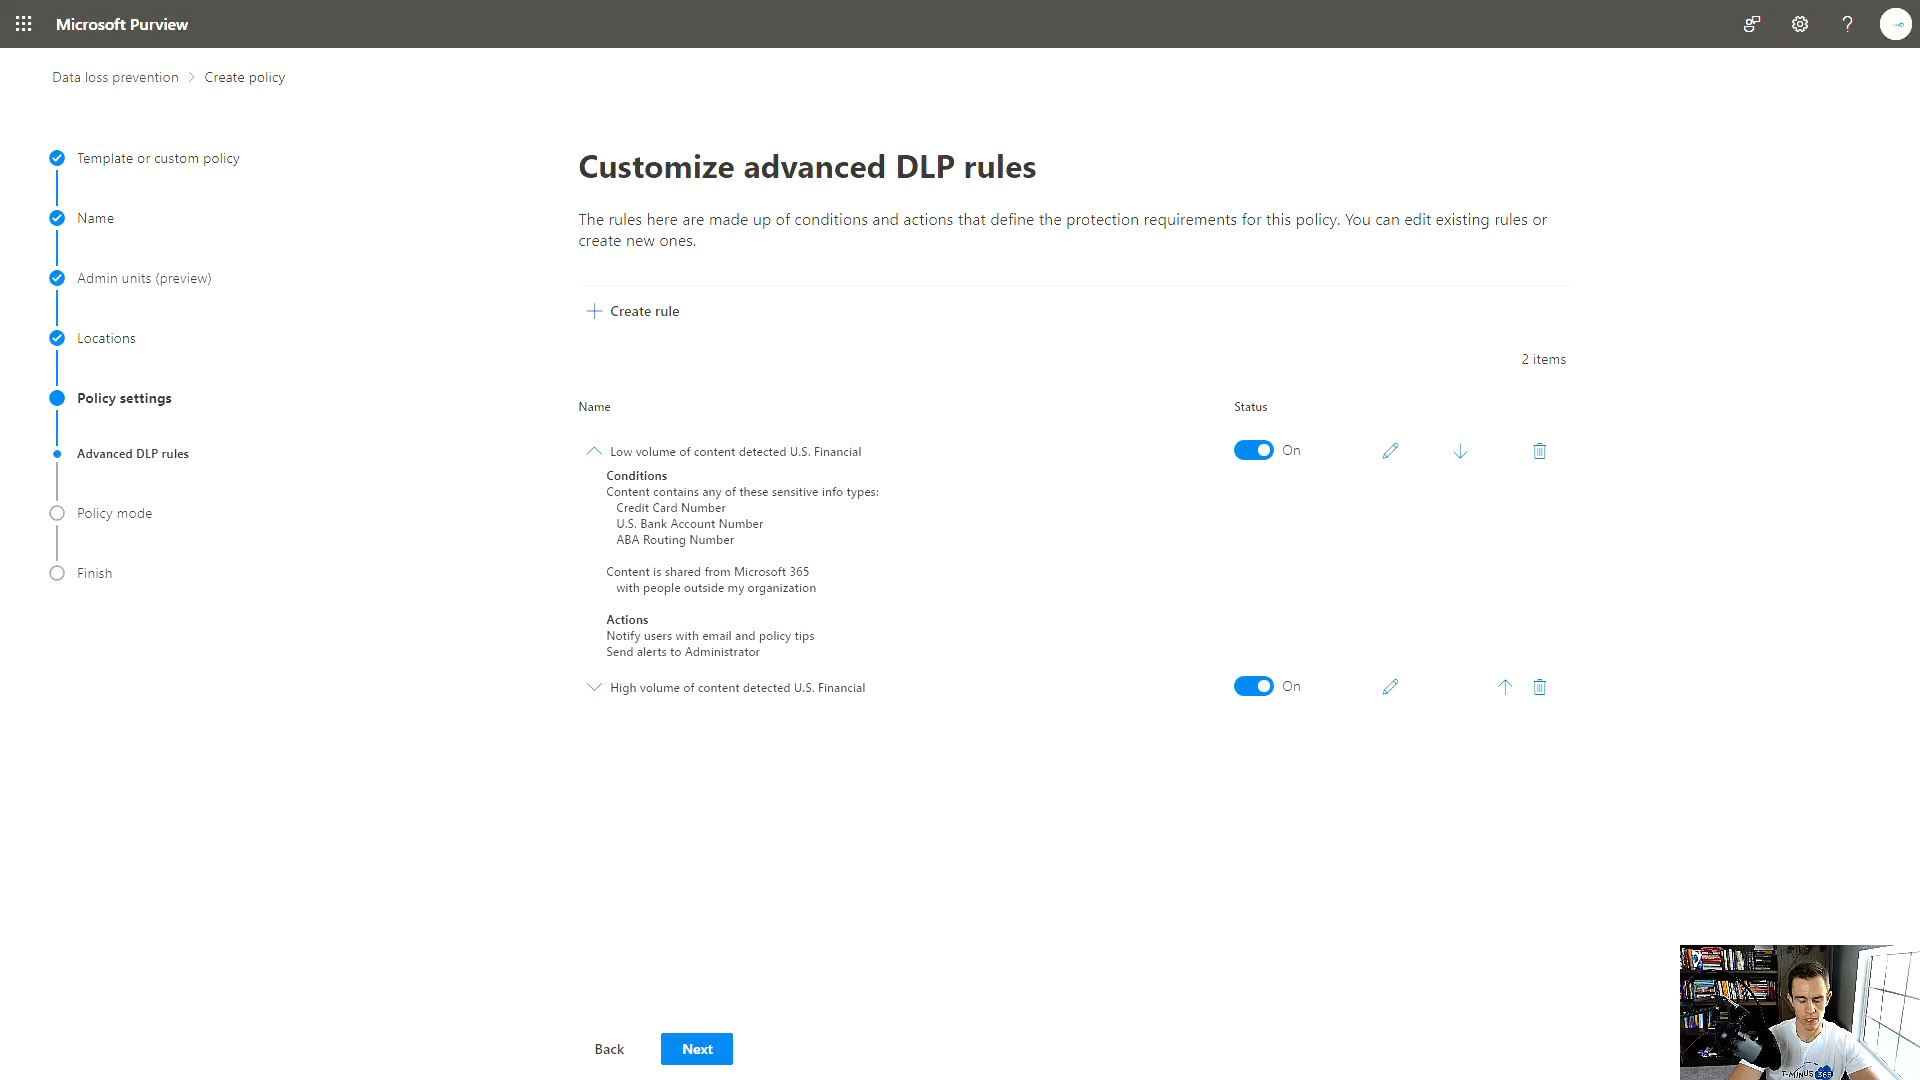 Microsoft Purview
Data loss prevention
Create policy
Template or custom policy
Name
Admin units (preview)
Locations
Policy settings
Advanced DLP rules
Policy mode
Finish
Customize advanced DLP rules
The rules here are made up of conditions and actions that define the protection requirements for this policy. You can edit existing rules or
create new ones.
Create rule
2 items
Name
Status
Low volume of content detected U.S. Financial
On
Conditions
Content contains any of these sensitive info types:
Credit Card Number
U.S. Bank Account Number
ABA Routing Number
Content is shared from Microsoft 365
with people outside my organization
Actions
Notify users with email and policy tips
Send alerts to Administrator
High volume of content detected U.S. Financial
On
Back
Next
T-MINUS 365